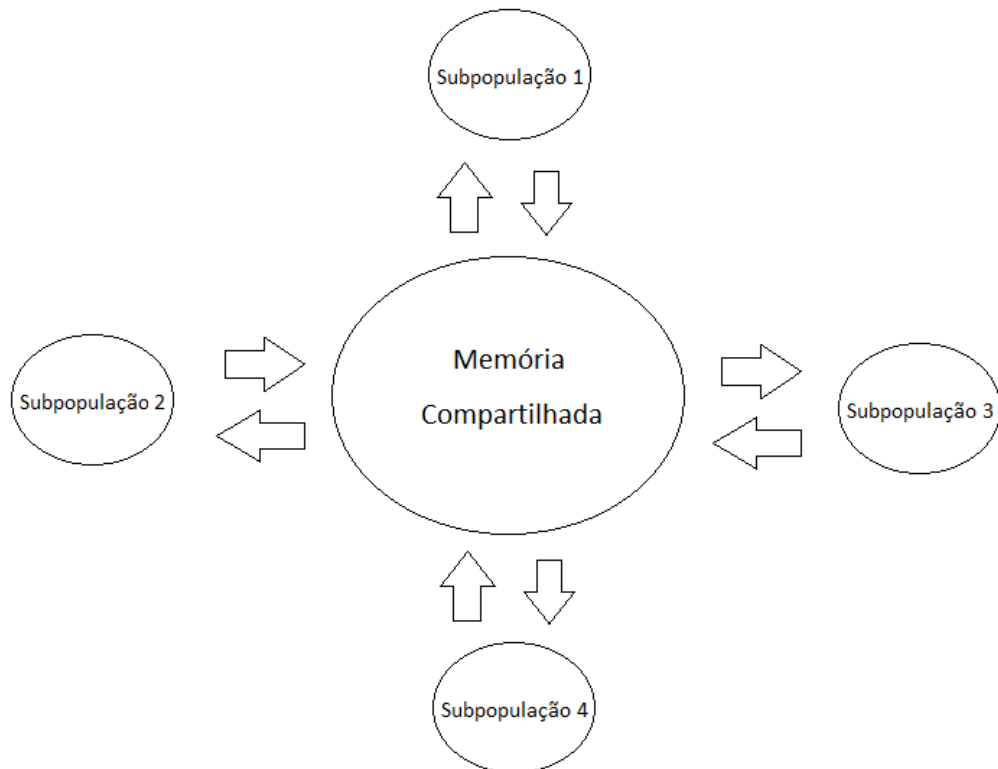 Subpopulação 1
Memória
Compartilhada
Subpopulação 2
Subpopulação 3
Subpopulação 4